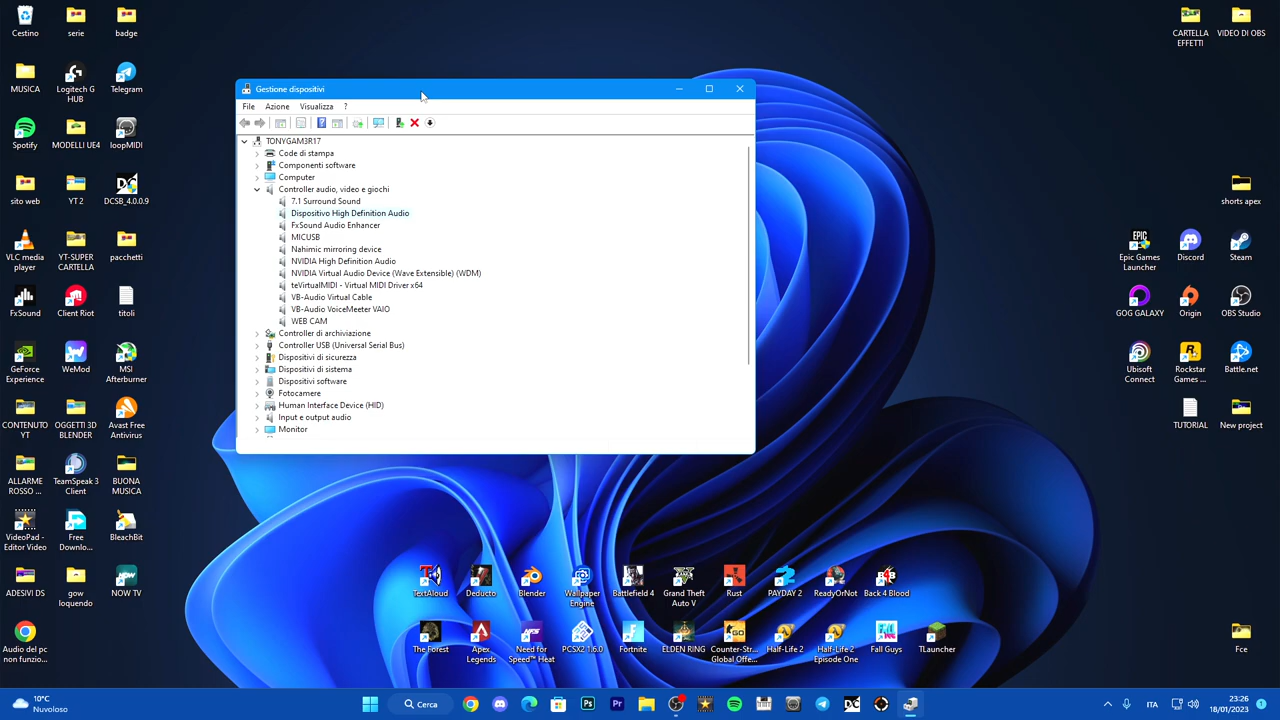 Cestino
serie
badge
CARTELLA
EFFETTI
VIDEO DI OBS
MUSICA
Logitech G
HUB
Telegram
Gestione dispositivi
File Azione Visualizza ?
TONYGAM3R17
Code di stampa
Componenti software
Computer
Controller audio, video e giochi
7.1 Surround Sound
Dispositivo High Definition Audio
FxSound Audio Enhancer
MICUSB
Nahimic mirroring device
NVIDIA High Definition Audio
NVIDIA Virtual Audio Device (Wave Extensible) (WDM)
teVirtualMIDI - Virtual MIDI Driver x64
VB-Audio Virtual Cable
VB-Audio VoiceMeeter VAIO
WEB CAM
Controller di archiviazione
Controller USB (Universal Serial Bus)
Dispositivi di sicurezza
Dispositivi di sistema
Dispositivi software
Fotocamere
Human Interface Device (HID)
Input e output audio
Monitor
Spotify
MODELLI UE4
loopMIDI
sito web
YT 2
DCSB_4.0.0.9
shorts apex
VLC media
player
YT-SUPER
CARTELLA
pacchetti
Epic Games
Launcher
Discord
Steam
FxSound
Client Riot
titoli
GOG GALAXY
Origin
OBS Studio
GeForce
Experience
WeMod
MSI
Afterburner
Ubisoft
Connect
Rockstar
Games ...
Battle.net
CONTENUTO
YT
OGGETTI 3D
BLENDER
Avast Free
Antivirus
TUTORIAL
New project
ALLARME
ROSSO ...
TeamSpeak 3
Client
BUONA
MUSICA
VideoPad -
Editor Video
Free
Downlo...
BleachBit
ADESIVI DS
gow
loquendo
NOW TV
TextAloud
Deducto
Blender
Wallpaper
Engine
Battlefield 4
Grand Theft
Auto V
Rust
PAYDAY 2
ReadyOrNot
Back 4 Blood
Audio del pc
non funzio...
The Forest
Apex
Legends
Need for
Speed™ Heat
PCSX2 1.6.0
Fortnite
ELDEN RING
Counter-Str...
Global Offe...
Half-Life 2
Half-Life 2
Episode One
Fall Guys
TLauncher
Fce
10°C
Nuvoloso
Cerca
ITA
23:26
18/01/2023